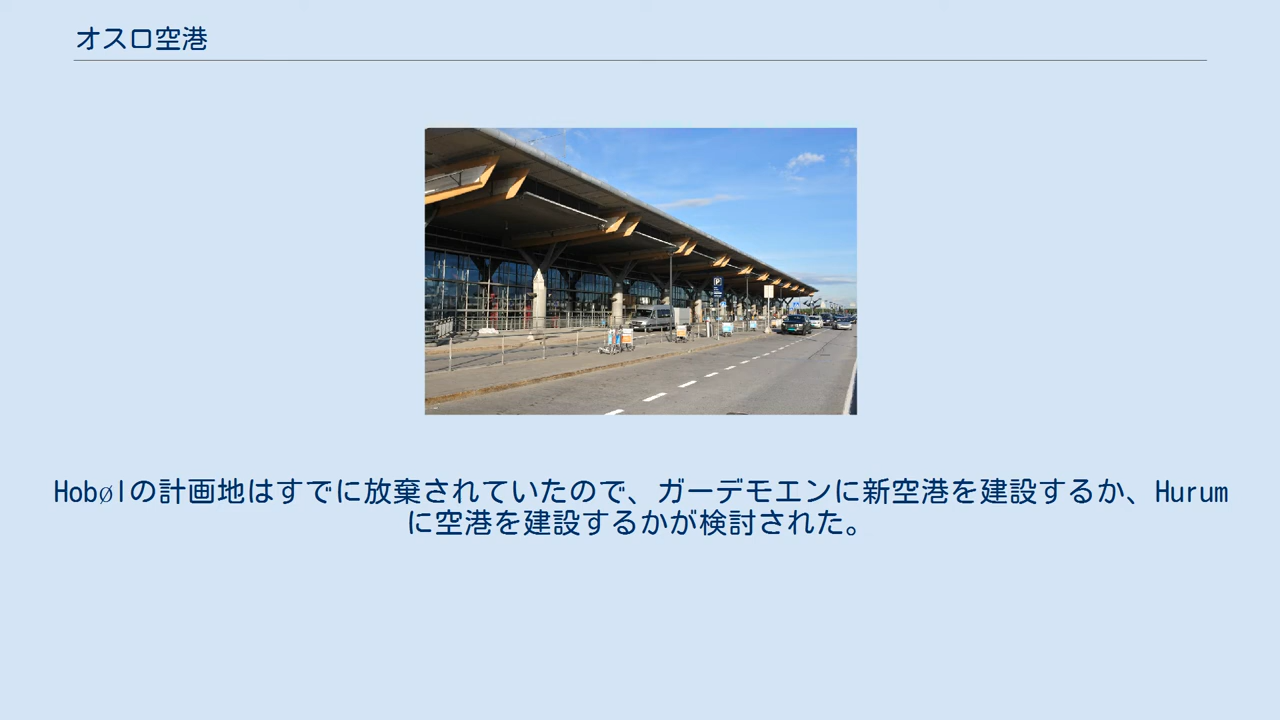 オスロ空港
P
Hobølの計画地はすでに放棄されていたので、ガーデモエンに新空港を建設するか、Hurum
に空港を建設するかが検討された。